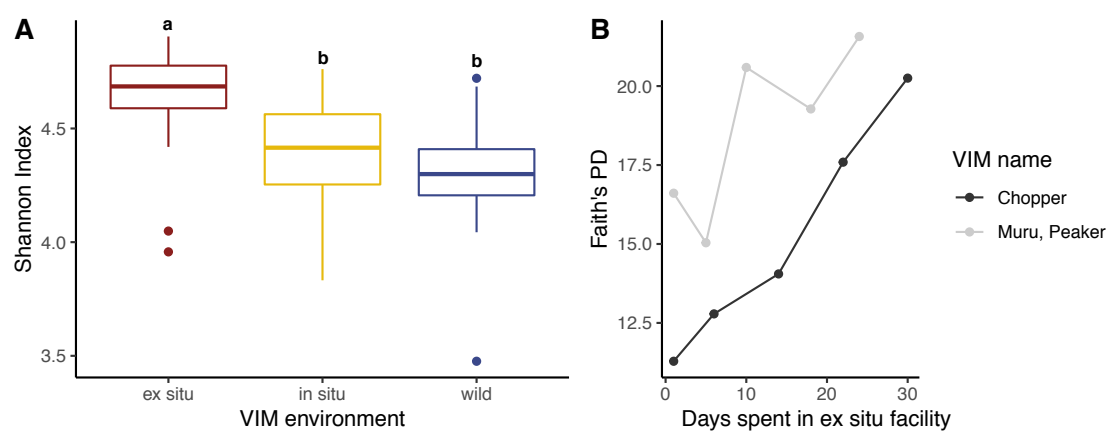 A
a
b
b
4.5
4.0
3.5
Shannon Index
ex situ
in situ
wild
VIM environment
B
20.0
17.5
15.0
12.5
Faith's PD
0
10
20
30
Days spent in ex situ facility
VIM name
Chopper
Muru, Peaker